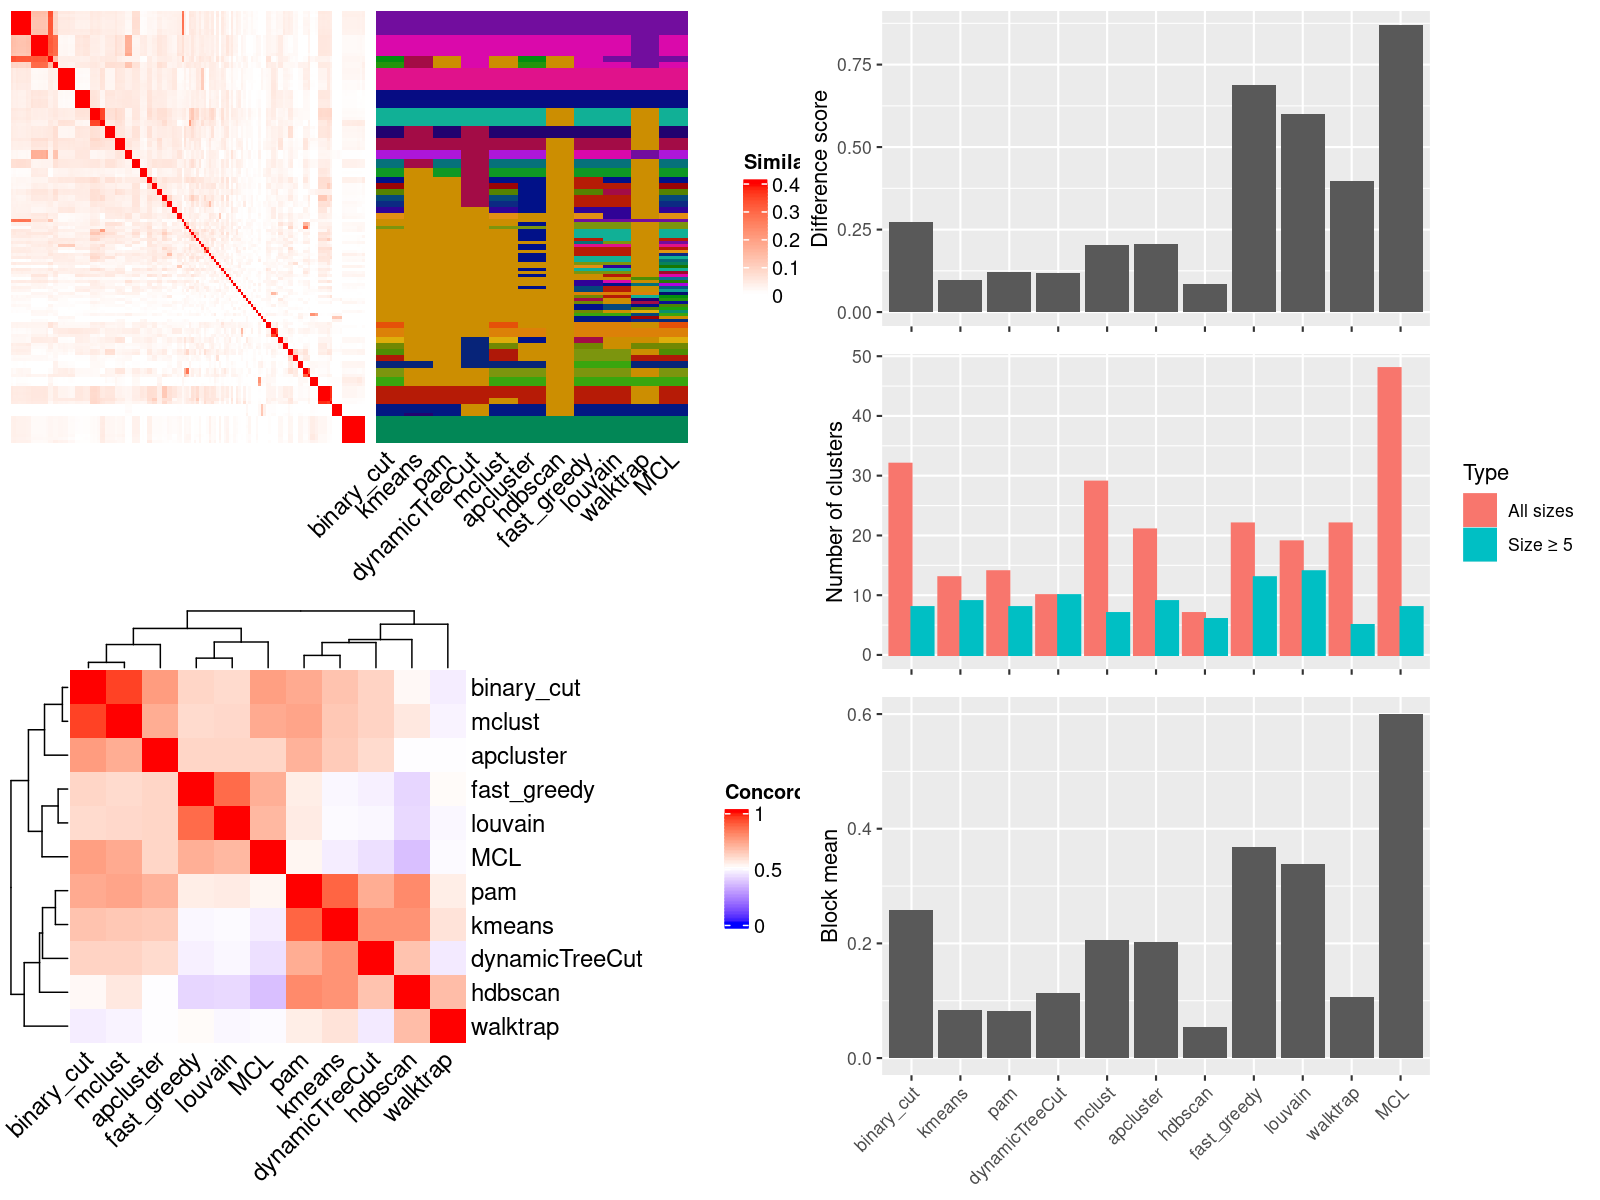 Simila
0.4
0.3
0.2
0.1
0
binary_cut
kmeans
pam
dynamicTreeCut
mclust
apcluster
hdbscan
fast_greedy
louvain
walktrap
MCL
binary_cut
mclust
apcluster
fast_greedy
louvain
MCL
pam
kmeans
dynamicTreeCut
hdbscan
walktrap
Concord
1
0.5
0
binary_cut
mclust
apcluster
fast_greedy
louvain
MCL
pam
kmeans
dynamicTreeCut
hdbscan
walktrap
Difference score
0.75
0.50
0.25
0.00
Number of clusters
50
40
30
20
10
0
Type
All sizes
Size ≥ 5
Block mean
0.6
0.4
0.2
0.0
binary_cut
kmeans
pam
dynamicTreeCut
mclust
apcluster
hdbscan
fast_greedy
louvain
walktrap
MCL